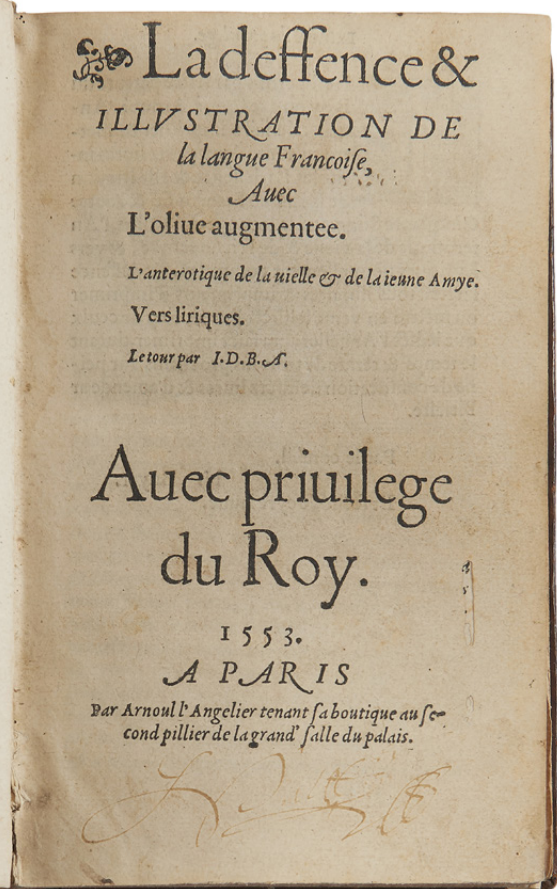 La deffence &
ILLVSTRATION DE
la langue Francoiſe,
Auec
L'oliue augmentee.
L'anterotique de la uielle & de la ieune Amye.
Vers liriques.
Le tour par I.D.B.A.
Auec priuilege
du Roy.
1553.
A PARIS
Par Arnoul l'Angelier tenant ſa boutique au ſe-
cond pillier de la grand' ſalle du palais.